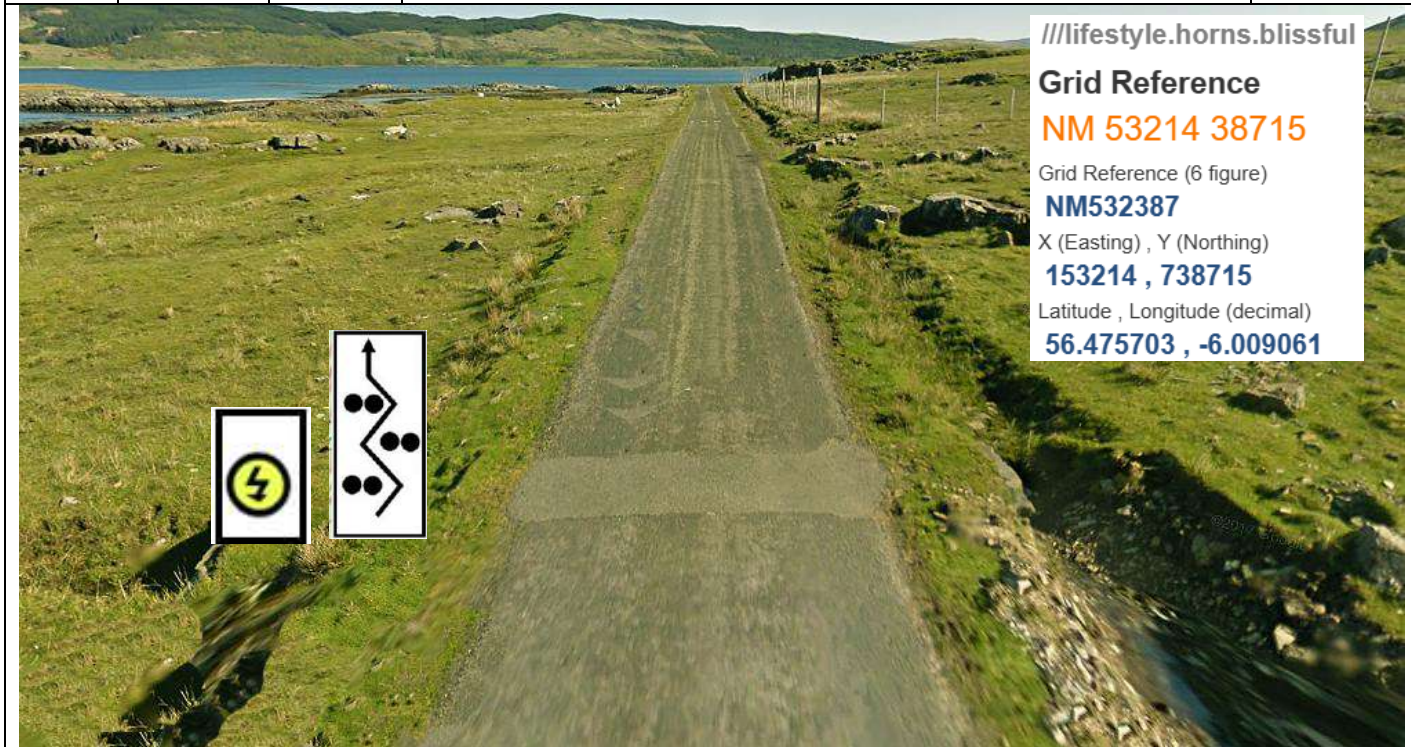 ///lifestyle.horns.blissful
Grid Reference
NM 53214 38715
Grid Reference (6 figure)
NM532387
X (Easting) , Y (Northing)
153214 , 738715
Latitude , Longitude (decimal)
56.475703 , -6.009061